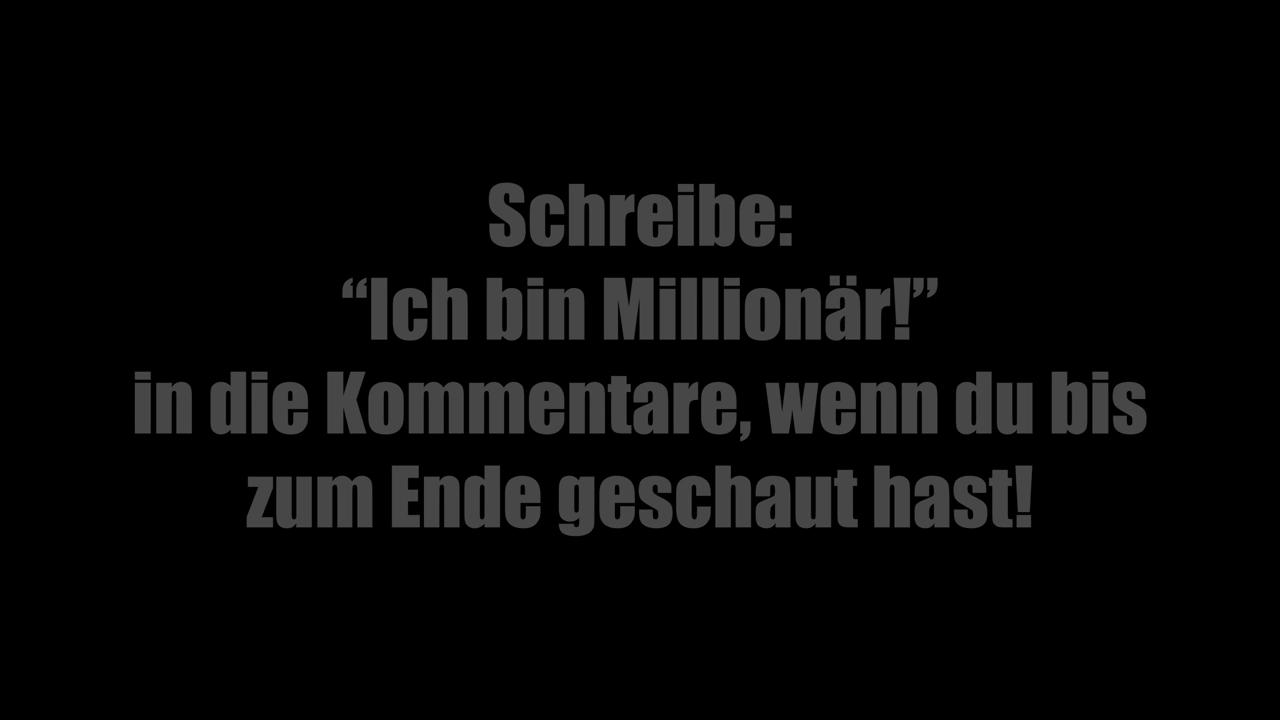 Schreibe:
“Ich bin Millionär!”
in die Kommentare, wenn du bis
zum Ende geschaut hast!